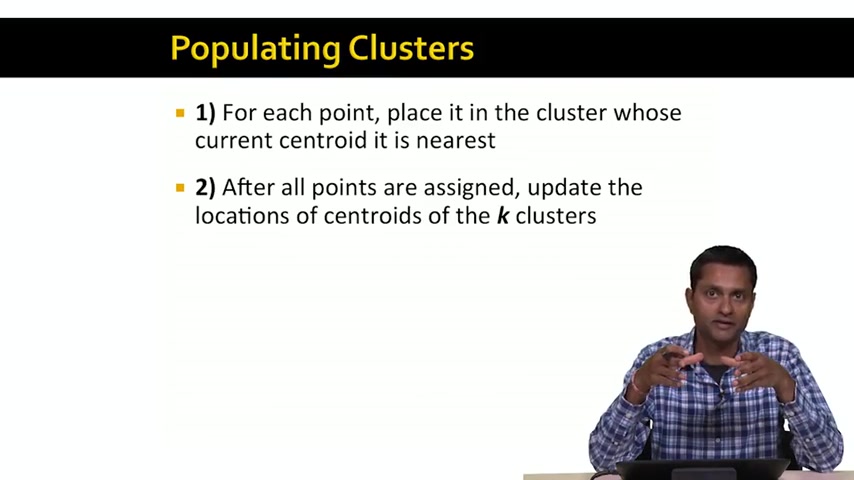 Populating Clusters
1) For each point, place it in the cluster whose
current centroid it is nearest
2) After all points are assigned, update the
locations of centroids of the k clusters